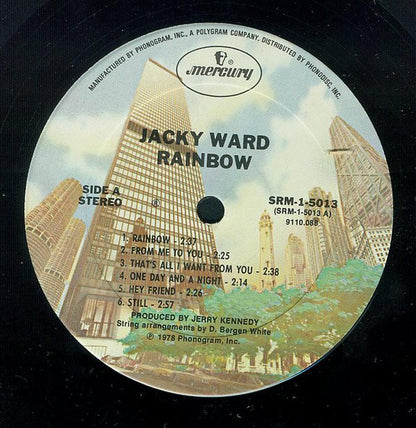 MANUFACTURED BY PHONOGRAM, INC., A POLYGRAM COMPANY, DISTRIBUTED BY PHONODISC, INC.
mercury
JACKY WARD
RAINBOW
SIDE A
STEREO
SRM-1-5013
(SRM-1-5013 A)
9110.088
1. RAINBOW - 2:37
2. FROM ME TO YOU - 2:25
3. THAT'S ALL I WANT FROM YOU - 2:38
4. ONE DAY AND A NIGHT - 2:14
5. HEY FRIEND - 2:26
6. STILL - 2:57
PRODUCED BY JERRY KENNEDY
String arrangements by D. Bergen White
℗ 1978 Phonogram, Inc.